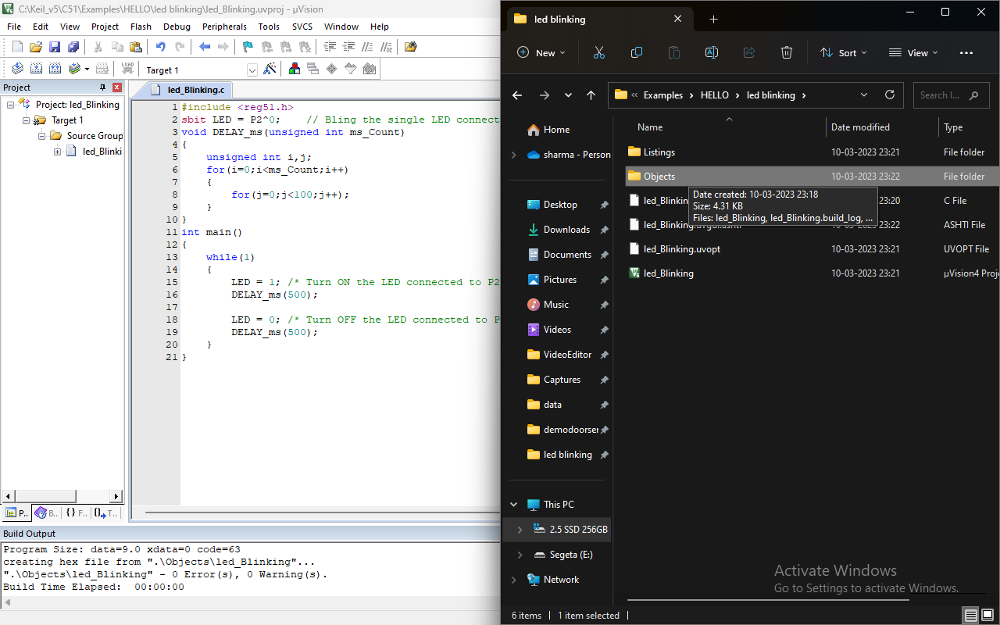 C:\Keil_v5\C51\Examples\HELLO\led blinking\led_Blinking.uvproj - µVision
File Edit View Project Flash Debug Peripherals Tools SVCS Window Help
LOAD Target 1
Project
Project: led_Blinking
Target 1
Source Group
led_Blinki
P.. B.. {} F.. T..
led_Blinking.c
1 #include <reg51.h>
2 sbit LED = P2^0; // Bling the single LED connect
3 void DELAY_ms(unsigned int ms_Count)
4 {
5 unsigned int i,j;
6 for(i=0;i<ms_Count;i++)
7 {
8 for(j=0;j<100;j++);
9 }
10 }
11 int main()
12 {
13 while(1)
14 {
15 LED = 1; /* Turn ON the LED connected to P2
16 DELAY_ms(500);
17
18 LED = 0; /* Turn OFF the LED connected to P
19 DELAY_ms(500);
20 }
21 }
Build Output
Program Size: data=9.0 xdata=0 code=63
creating hex file from ".\Objects\led_Blinking"...
".\Objects\led_Blinking" - 0 Error(s), 0 Warning(s).
Build Time Elapsed: 00:00:00
led blinking
New Sort View
« Examples > HELLO > led blinking >
Search l...
Home
sharma - Person
Desktop
Downloads
Documents
Pictures
Music
Videos
VideoEditor
Captures
data
demodoorser
led blinking
This PC
2.5 SSD 256GB
Segeta (E:)
Network
Name Date modified Type
Listings 10-03-2023 23:21 File folder
Objects 10-03-2023 23:22 File folder
led_Blinkin 23:20 C File
Date created: 10-03-2023 23:18
Size: 4.31 KB
Files: led_Blinking, led_Blinking.build_log, ...
23:22 ASHTI File
led_Blinking.uvopt 10-03-2023 23:21 UVOPT File
led_Blinking 10-03-2023 23:21 µVision4 Proj
Activate Windows
Go to Settings to activate Windows.
6 items 1 item selected